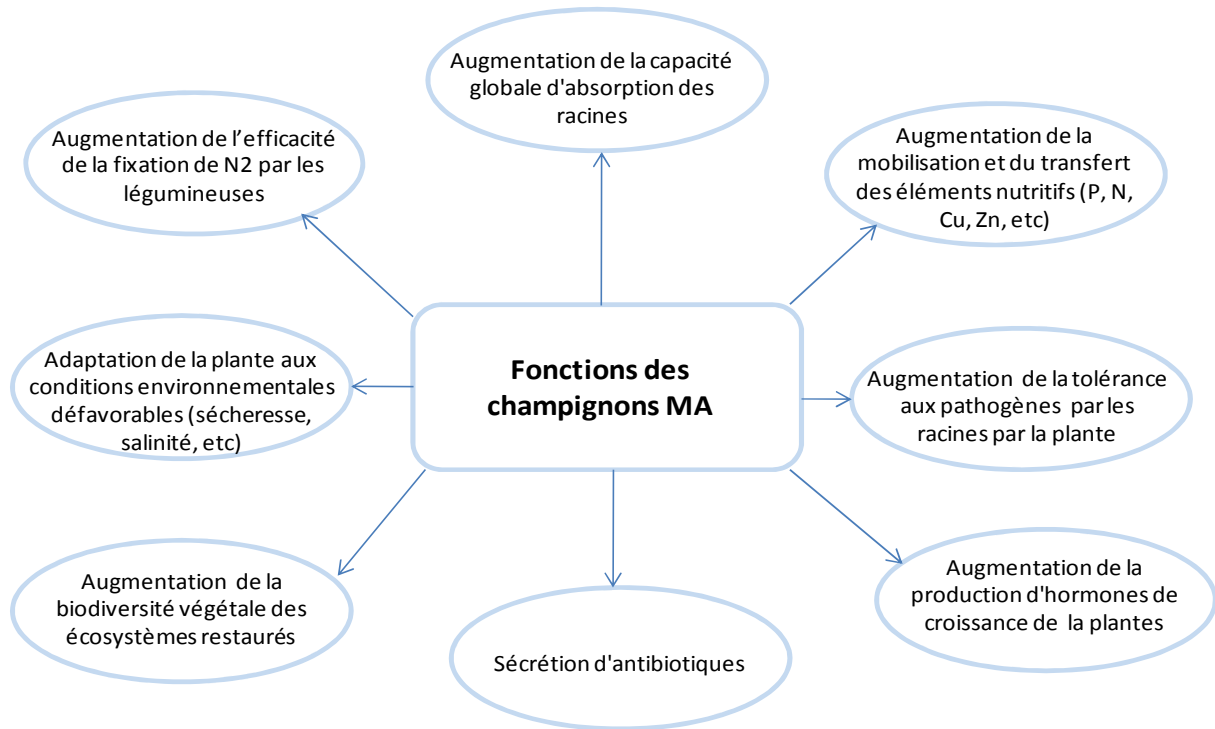 Augmentation de la capacité
globale d'absorption des
racines
Augmentation de l’efficacité
de la fixation de N2 par les
légumineuses
Augmentation de la
mobilisation et du transfert
des éléments nutritifs (P, N,
Cu, Zn, etc)
Adaptation de la plante aux
conditions environnementales
défavorables (sécheresse,
salinité, etc)
Fonctions des
champignons MA
Augmentation de la tolérance
aux pathogènes par les
racines par la plante
Augmentation de la
biodiversité végétale des
écosystèmes restaurés
Sécrétion d'antibiotiques
Augmentation de la
production d'hormones de
croissance de la plantes